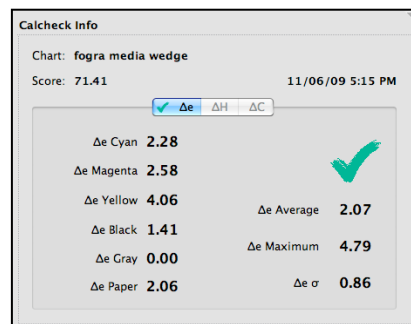 Calcheck Info
Chart: fogra media wedge
Score: 71.41 11/06/09 5:15 PM
Δe ΔH ΔC
Δe Cyan 2.28
Δe Magenta 2.58
Δe Yellow 4.06
Δe Black 1.41
Δe Gray 0.00
Δe Paper 2.06
Δe Average 2.07
Δe Maximum 4.79
Δe σ 0.86